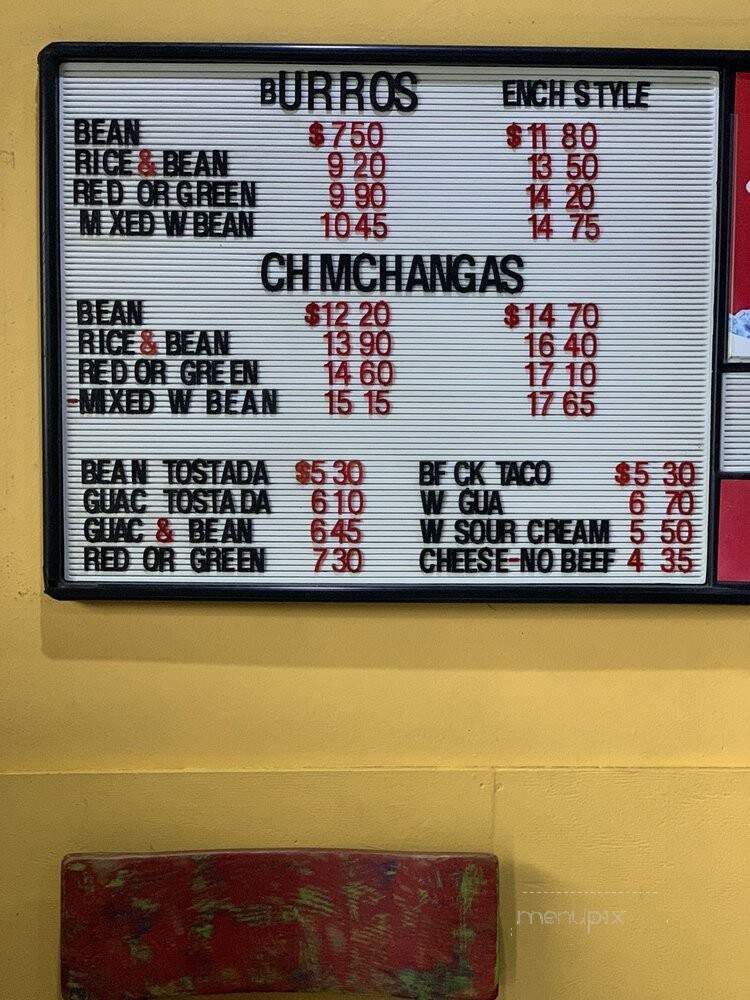 BURROS ENCH STYLE
BEAN $7 50 $11 80
RICE & BEAN 9 20 13 50
RED OR GREEN 9 90 14 20
M XED W BEAN 10 45 14 75
CH MCHANGAS
BEAN $12 20 $14 70
RICE & BEAN 13 90 16 40
RED OR GREEN 14 60 17 10
-MIXED W BEAN 15 15 17 65
BEAN TOSTADA $5 30 BF CK TACO $5 30
GUAC TOSTADA 6 10 W GUA 6 70
GUAC & BEAN 6 45 W SOUR CREAM 5 50
RED OR GREEN 7 30 CHEESE-NO BEEF 4 35
menupix